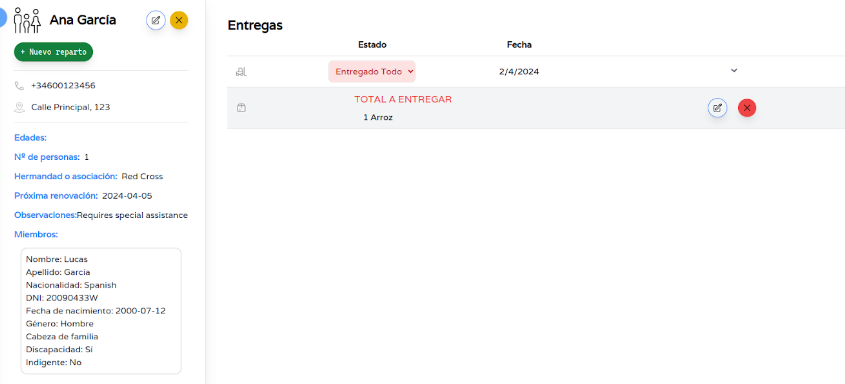 Ana García
+ Nuevo reparto
+34600123456
Calle Principal, 123
Edades:
Nº de personas: 1
Hermandad o asociación: Red Cross
Próxima renovación: 2024-04-05
Observaciones:Requires special assistance
Miembros:
Nombre: Lucas
Apellido: García
Nacionalidad: Spanish
DNI: 20090433W
Fecha de nacimiento: 2000-07-12
Género: Hombre
Cabeza de familia
Discapacidad: Sí
Indigente: No
Entregas
Estado Fecha
Entregado Todo 2/4/2024
TOTAL A ENTREGAR
1 Arroz